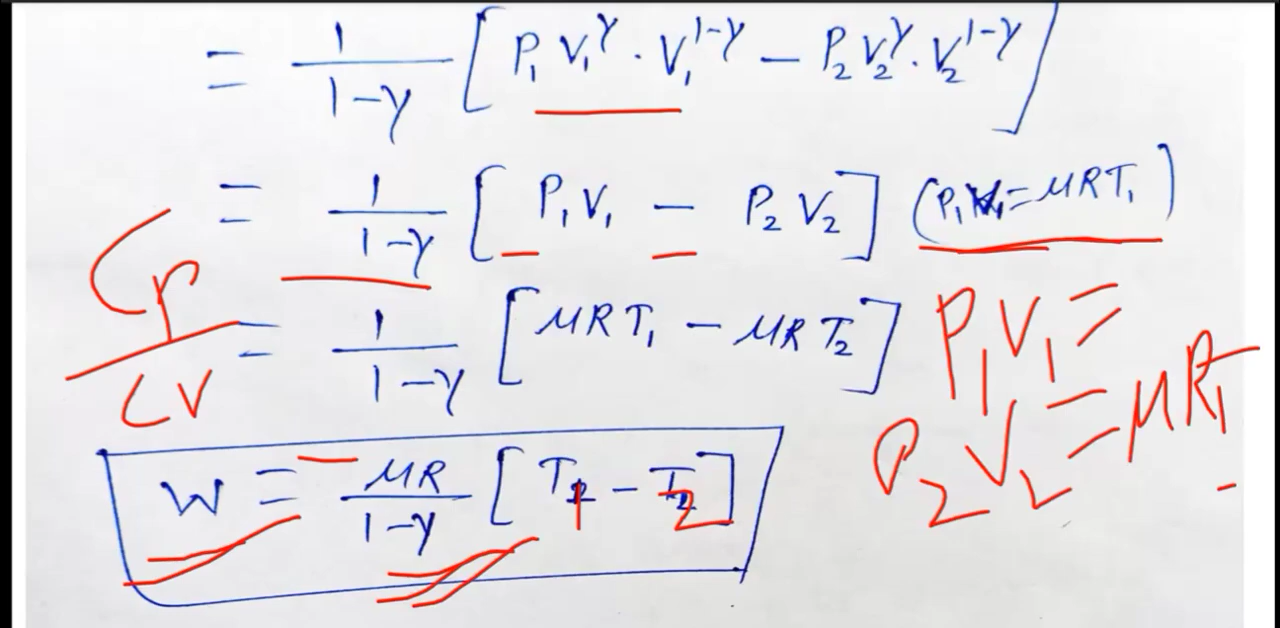 = 1/(1-γ) [P₁V₁^γ · V₁^(1-γ) - P₂V₂^γ · V₂^(1-γ)]
= 1/(1-γ) [P₁V₁ - P₂V₂] (P₁V₁ = μRT₁)
Cp/Cv
= 1/(1-γ) [μRT₁ - μRT₂]
P₁V₁ =
P₂V₂ = μRT₁
W = μR/(1-γ) [T₁ - T₂]